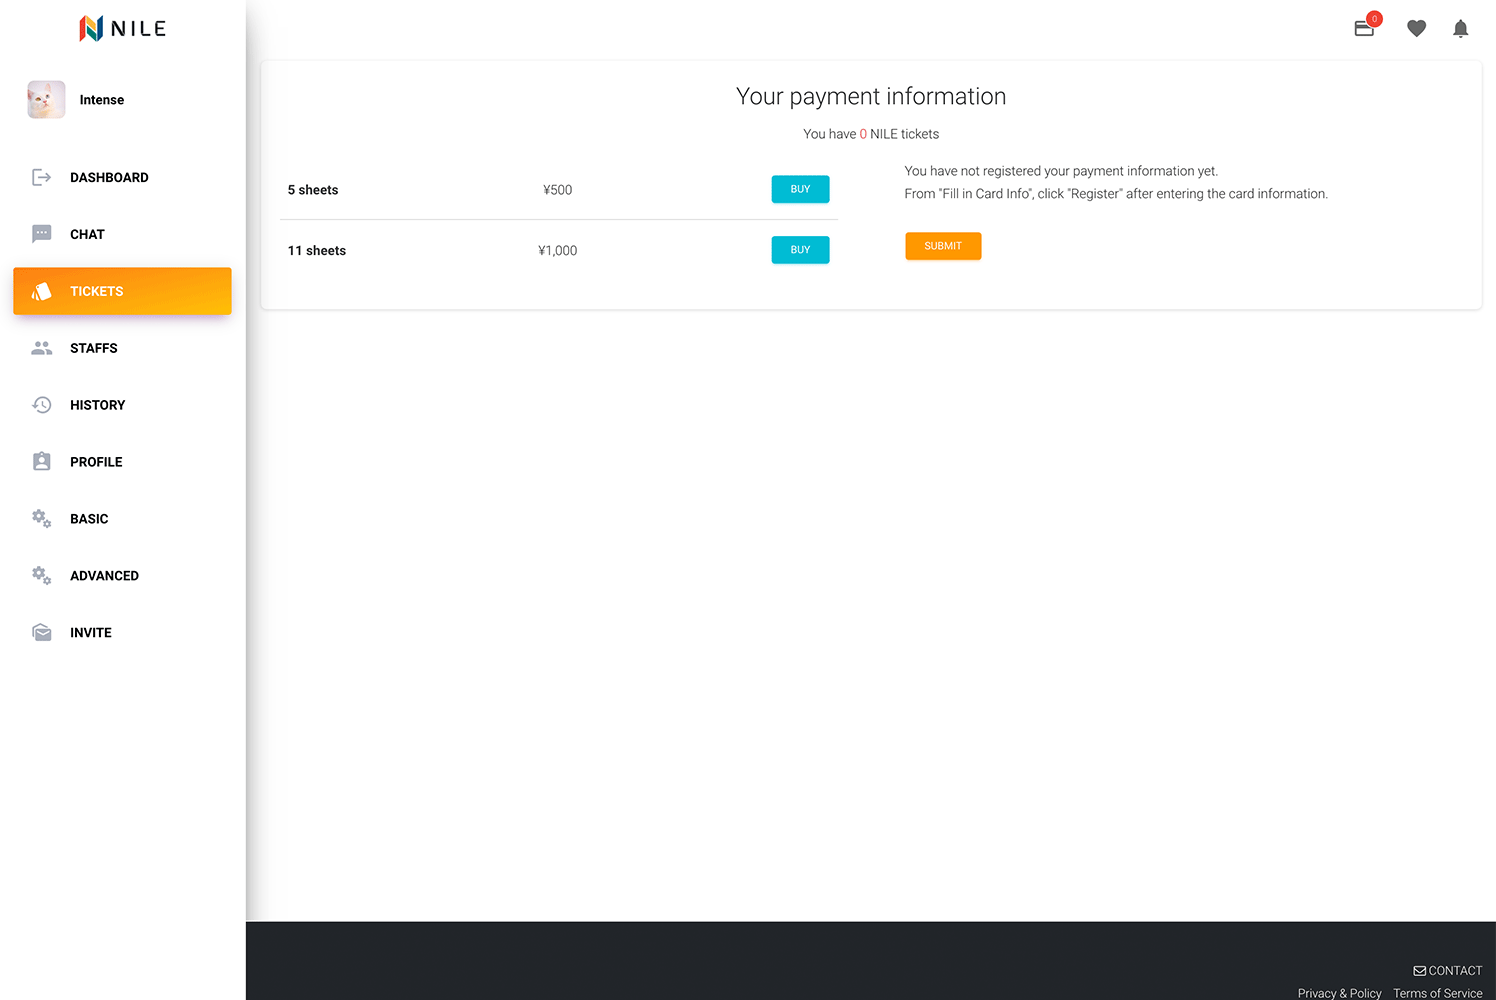 NILE
0
Intense
DASHBOARD
CHAT
TICKETS
STAFFS
HISTORY
PROFILE
BASIC
ADVANCED
INVITE
Your payment information
You have 0 NILE tickets
5 sheets ¥500 BUY
11 sheets ¥1,000 BUY
You have not registered your payment information yet.
From "Fill in Card Info", click "Register" after entering the card information.
SUBMIT
CONTACT
Privacy & Policy Terms of Service